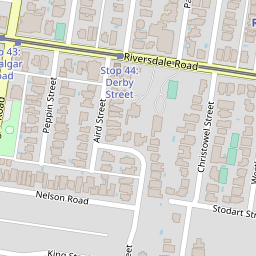 Stop 43:
Riversdale Road
Stop 44:
Derby
Street
Road
Peppin Street
Aird Street
Christowel Street
Nelson Road
Stodart
King
Street